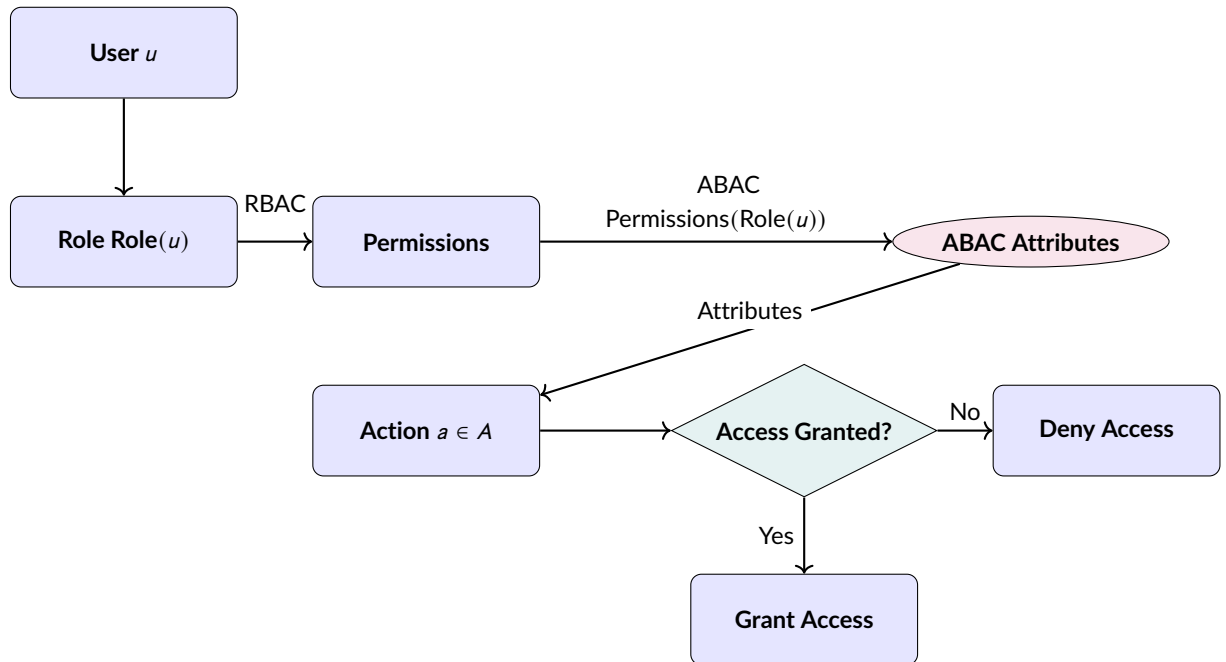 User u
RBAC
Role Role(u)
Permissions
ABAC
Permissions(Role(u))
ABAC Attributes
Attributes
Action a ∈ A
Access Granted?
No
Deny Access
Yes
Grant Access